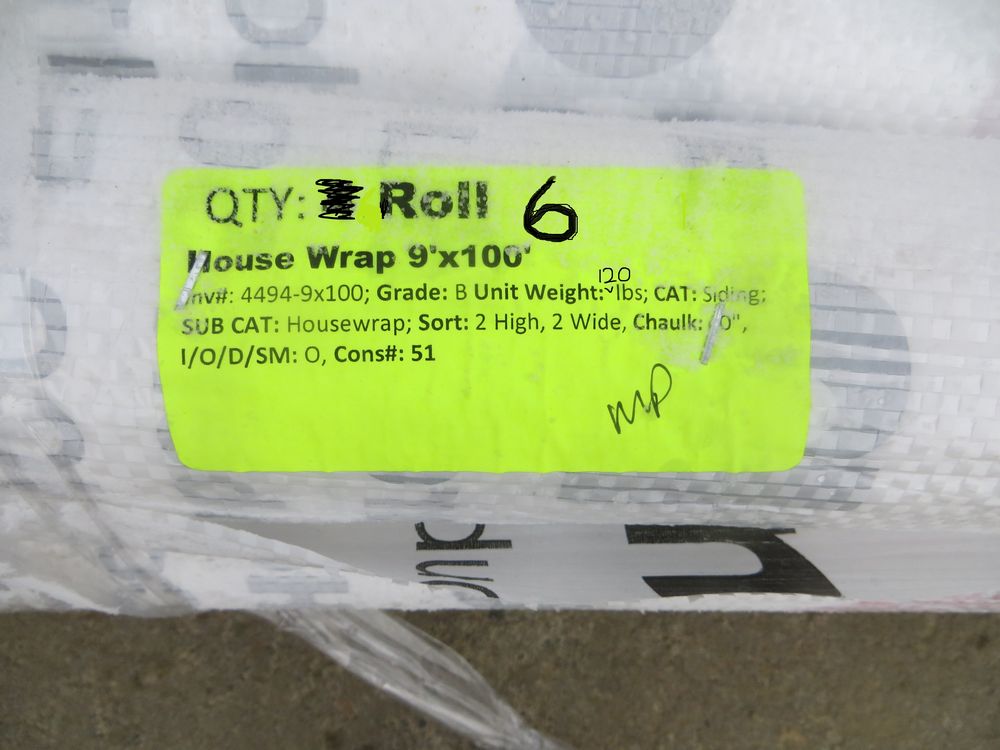 QTY: Roll 6
House Wrap 9'x100'
Inv#: 4494-9x100; Grade: B Unit Weight: 120 lbs; CAT: Siding;
SUB CAT: Housewrap; Sort: 2 High, 2 Wide, Chaulk:
I/O/D/SM: O, Cons#: 51
MP